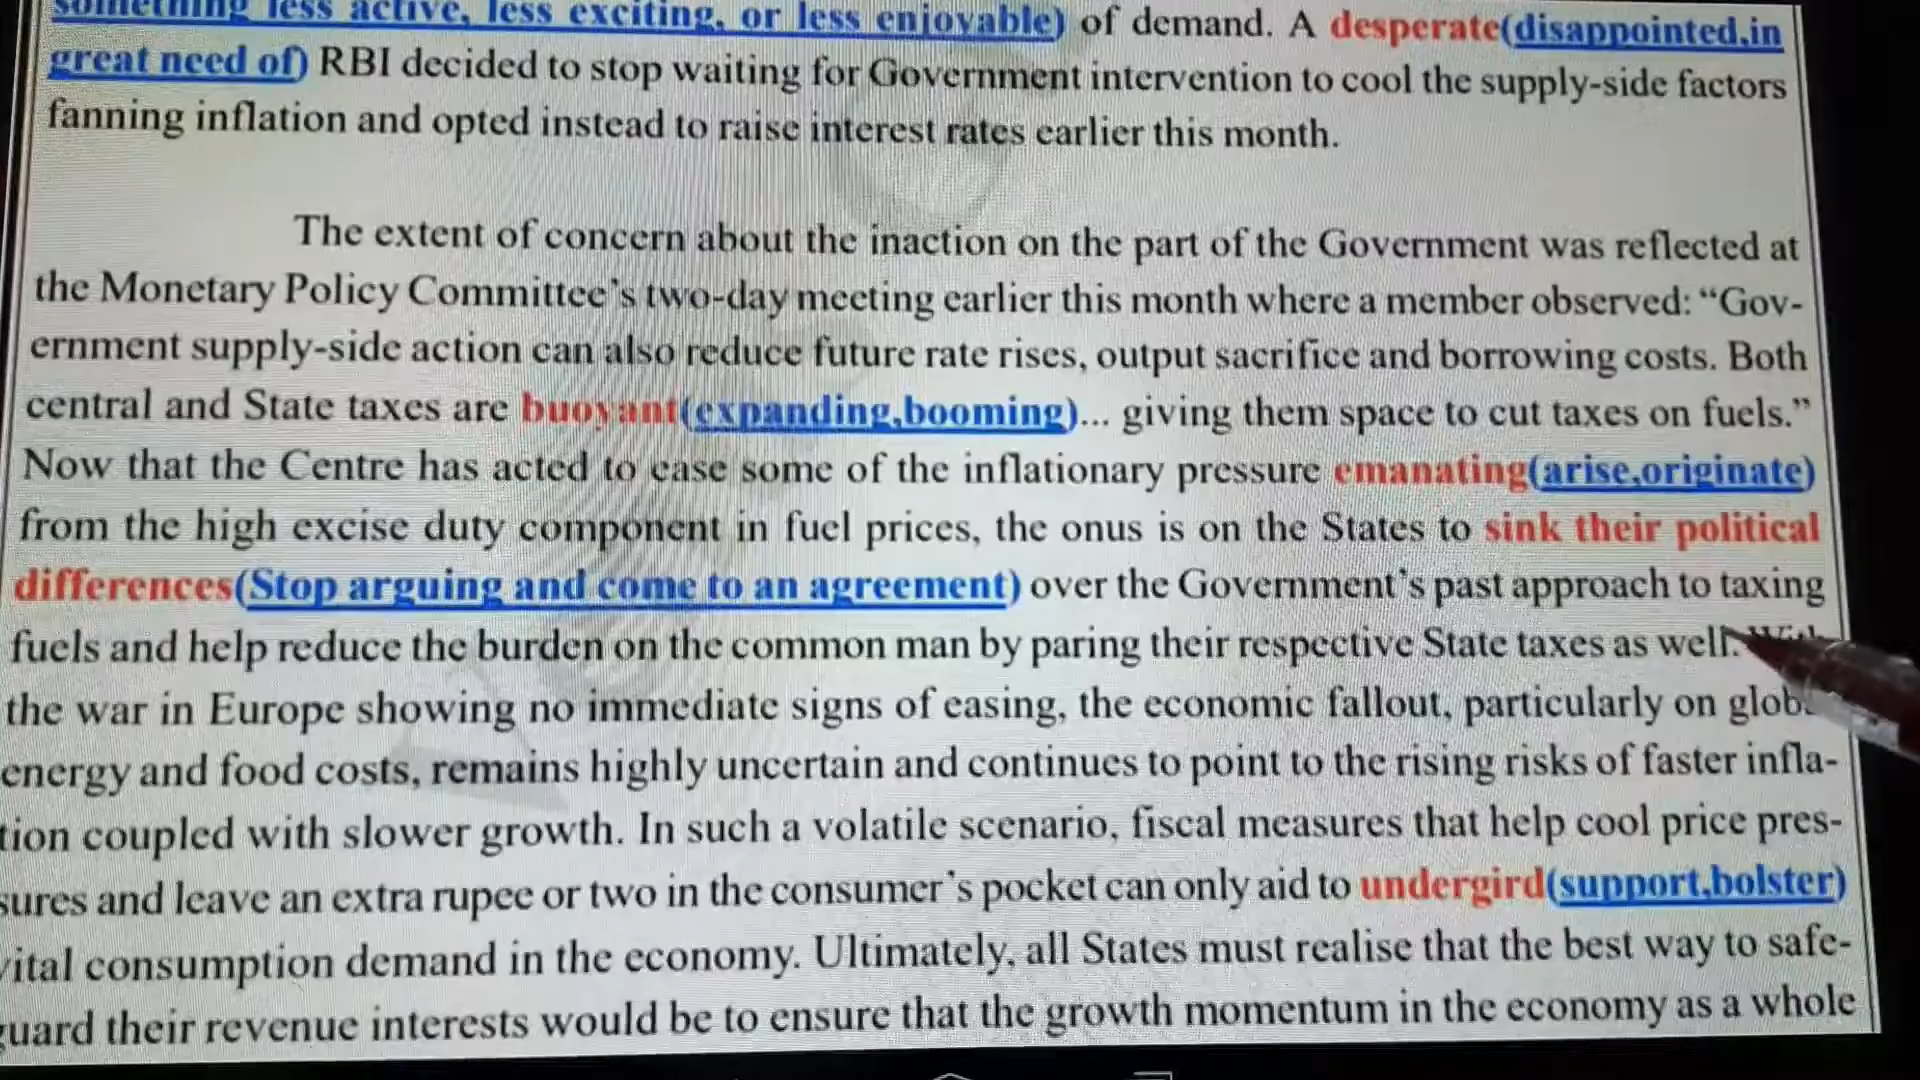 something less active, less exciting, or less enjoyable) of demand. A desperate(disappointed,in
great need of) RBI decided to stop waiting for Government intervention to cool the supply-side factors
fanning inflation and opted instead to raise interest rates earlier this month.
The extent of concern about the inaction on the part of the Government was reflected at
the Monetary Policy Committee's two-day meeting earlier this month where a member observed: “Gov-
ernment supply-side action can also reduce future rate rises, output sacrifice and borrowing costs. Both
central and State taxes are buoyant(expanding,booming)... giving them space to cut taxes on fuels.”
Now that the Centre has acted to ease some of the inflationary pressure emanating(arise,originate)
from the high excise duty component in fuel prices, the onus is on the States to sink their political
differences(Stop arguing and come to an agreement) over the Government's past approach to taxing
fuels and help reduce the burden on the common man by paring their respective State taxes as well. With
the war in Europe showing no immediate signs of easing, the economic fallout, particularly on
energy and food costs, remains highly uncertain and continues to point to the rising risks of faster infla-
tion coupled with slower growth. In such a volatile scenario, fiscal measures that help cool price pres-
sures and leave an extra rupee or two in the consumer's pocket can only aid to undergird(support,bolster)
vital consumption demand in the economy. Ultimately, all States must realise that the best way to safe-
guard their revenue interests would be to ensure that the growth momentum in the economy as a whole